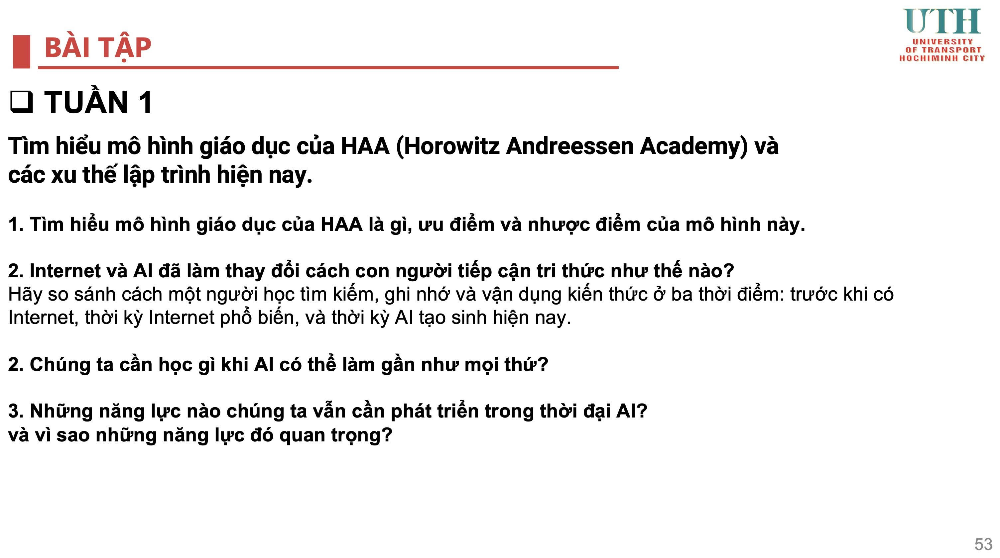 UTH
UNIVERSITY
OF TRANSPORT
HOCHIMINH CITY
BÀI TẬP
TUẦN 1
Tìm hiểu mô hình giáo dục của HAA (Horowitz Andreessen Academy) và
các xu thế lập trình hiện nay.
1. Tìm hiểu mô hình giáo dục của HAA là gì, ưu điểm và nhược điểm của mô hình này.
2. Internet và AI đã làm thay đổi cách con người tiếp cận tri thức như thế nào?
Hãy so sánh cách một người học tìm kiếm, ghi nhớ và vận dụng kiến thức ở ba thời điểm: trước khi có
Internet, thời kỳ Internet phổ biến, và thời kỳ AI tạo sinh hiện nay.
2. Chúng ta cần học gì khi AI có thể làm gần như mọi thứ?
3. Những năng lực nào chúng ta vẫn cần phát triển trong thời đại AI?
và vì sao những năng lực đó quan trọng?
53